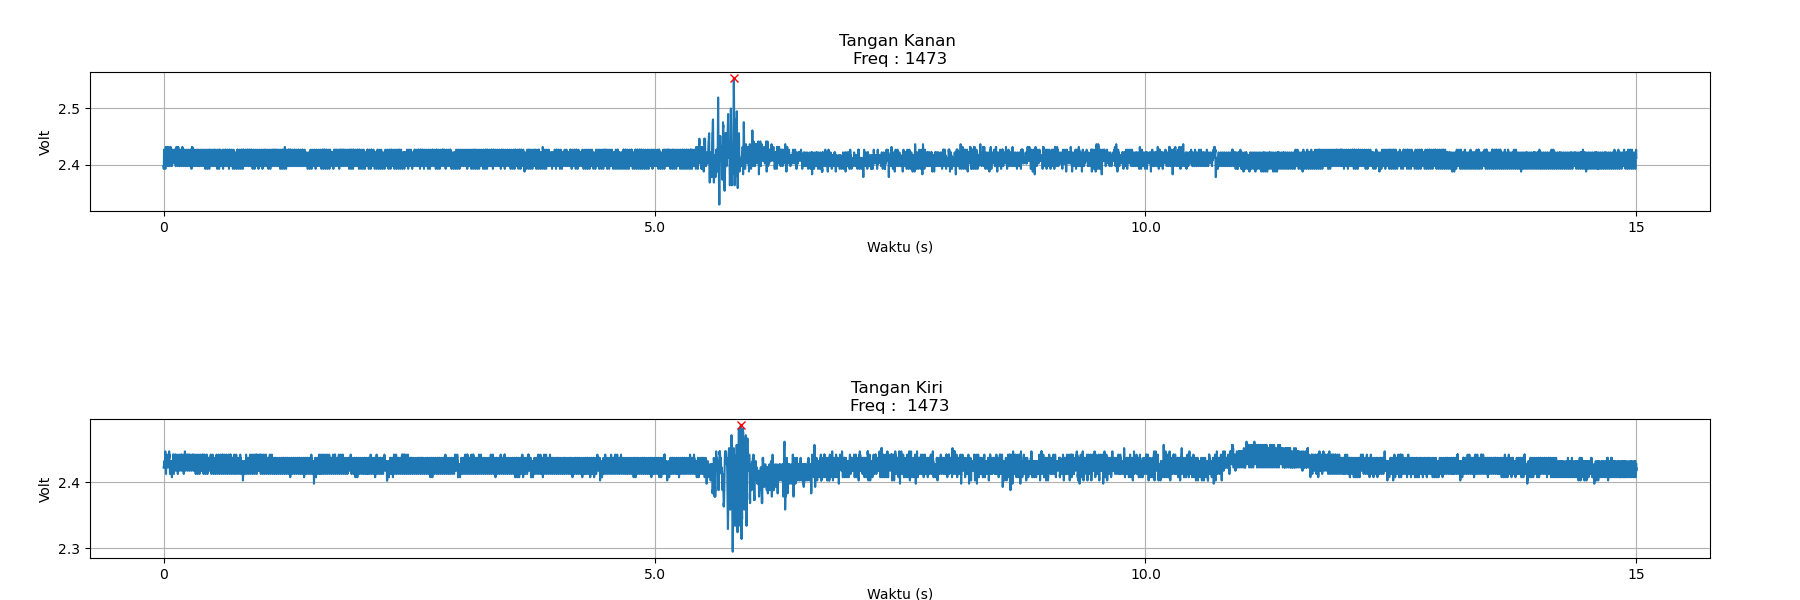 Tangan Kanan
Freq : 1473
Volt
2.5
2.4
0
5.0
10.0
15
Waktu (s)
Tangan Kiri
Freq :  1473
Volt
2.4
2.3
0
5.0
10.0
15
Waktu (s)